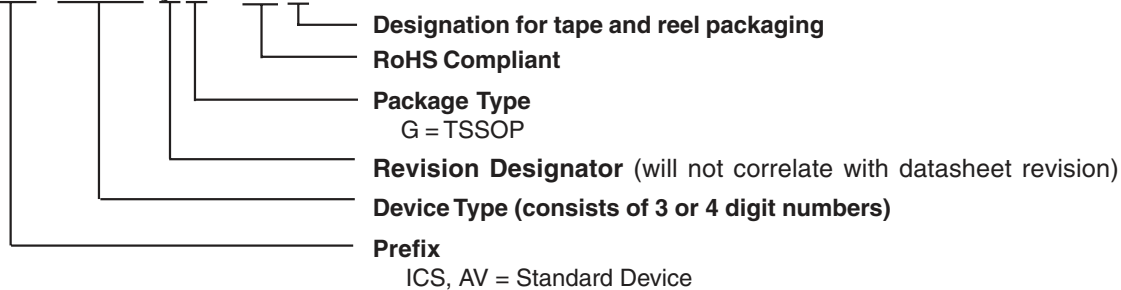 Designation for tape and reel packaging
RoHS Compliant
Package Type
G = TSSOP
Revision Designator (will not correlate with datasheet revision)
Device Type (consists of 3 or 4 digit numbers)
Prefix
ICS, AV = Standard Device